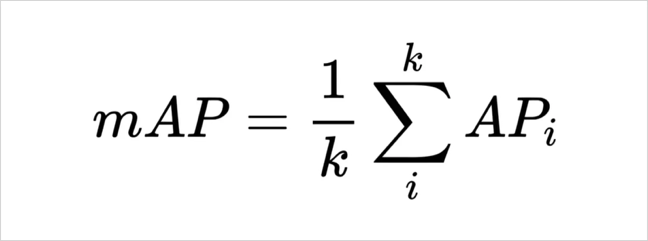 mAP = \frac{1}{k} \sum_{i}^{k} AP_i